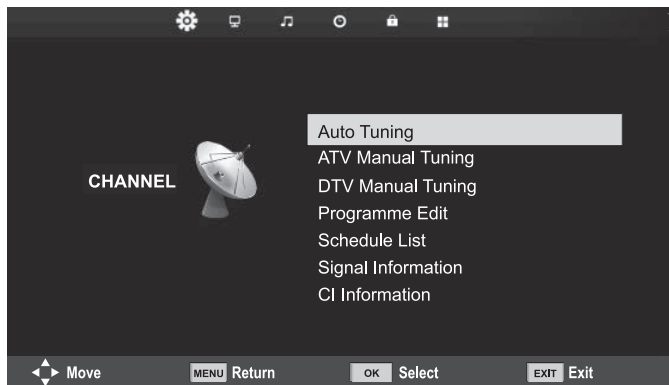 Auto Tuning
ATV Manual Tuning
CHANNEL
DTV Manual Tuning
Programme Edit
Schedule List
Signal Information
CI Information
Move MENU Return OK Select EXIT Exit